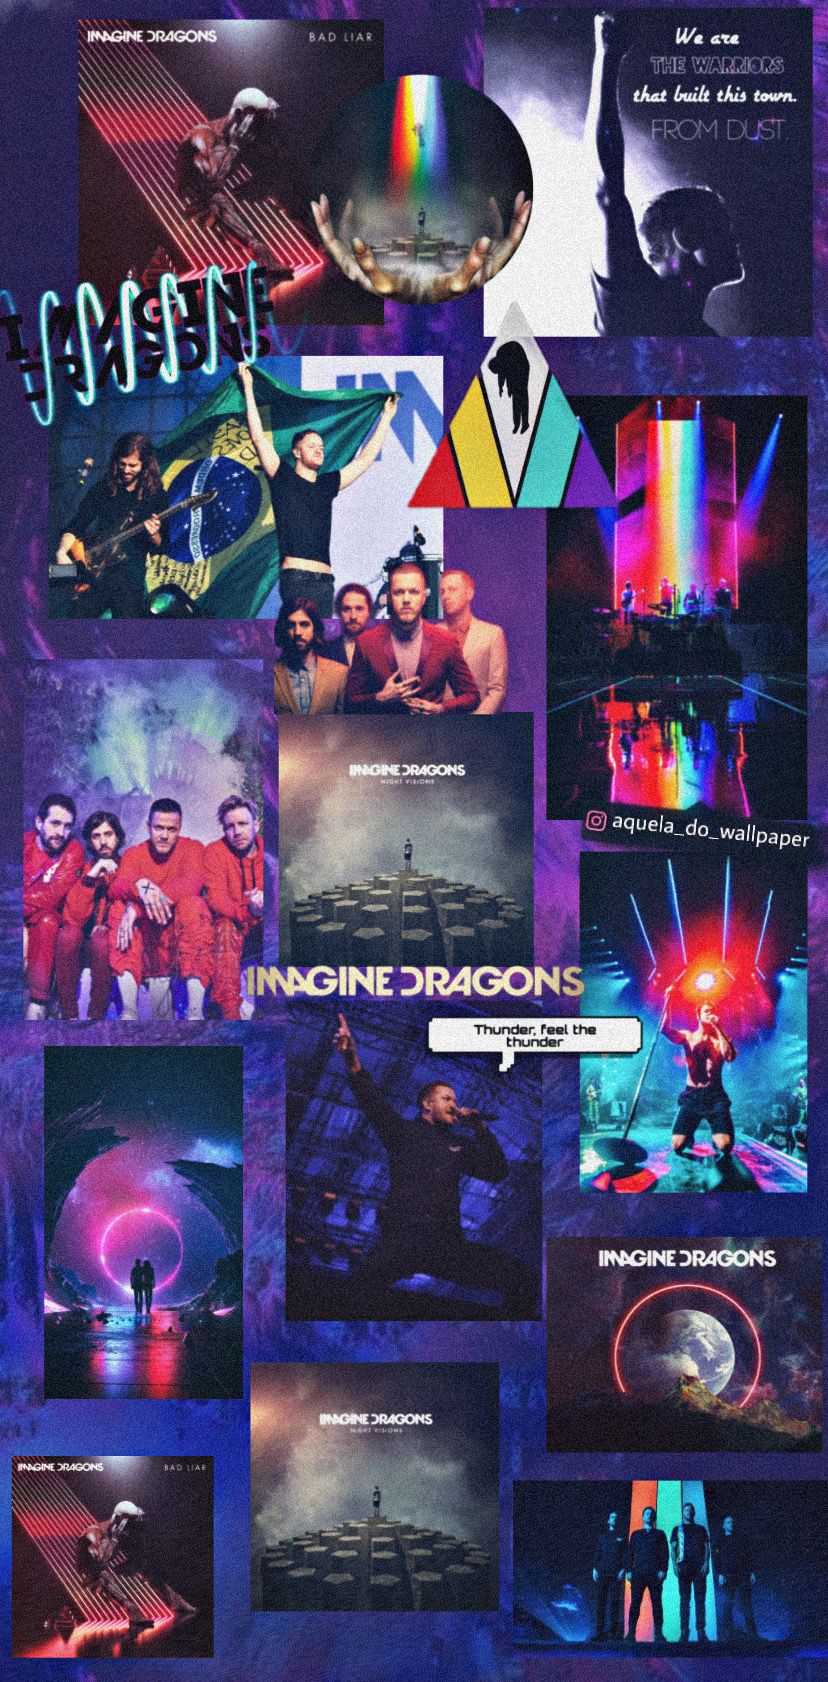 IMAGINE DRAGONS
BAD LIAR
We are
THE WARRIORS
that built this town.
FROM DUST.
IMAGINE
DRAGONS
IMAGINE DRAGONS
NIGHT VISIONS
aquela_do_wallpaper
IMAGINE DRAGONS
Thunder, feel the
thunder
IMAGINE DRAGONS
IMAGINE DRAGONS
NIGHT VISIONS
IMAGINE DRAGONS
BAD LIAR